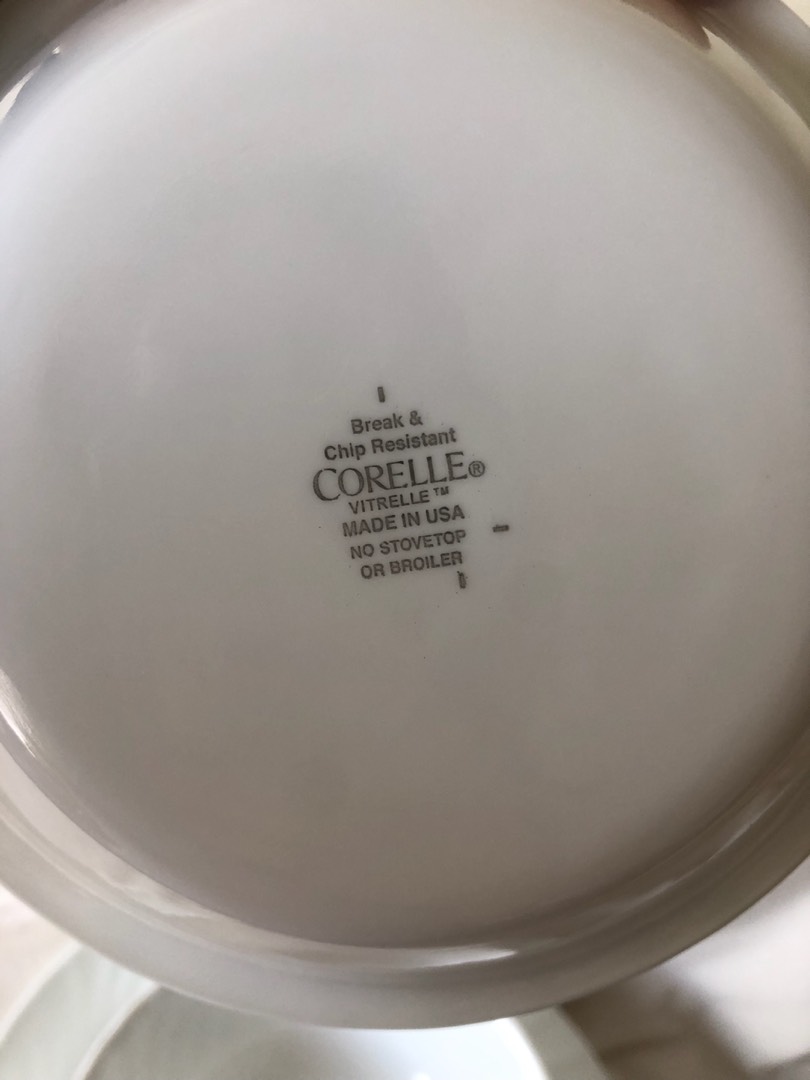 Break &
Chip Resistant
CORELLE®
VITRELLE™
MADE IN USA
NO STOVETOP
OR BROILER